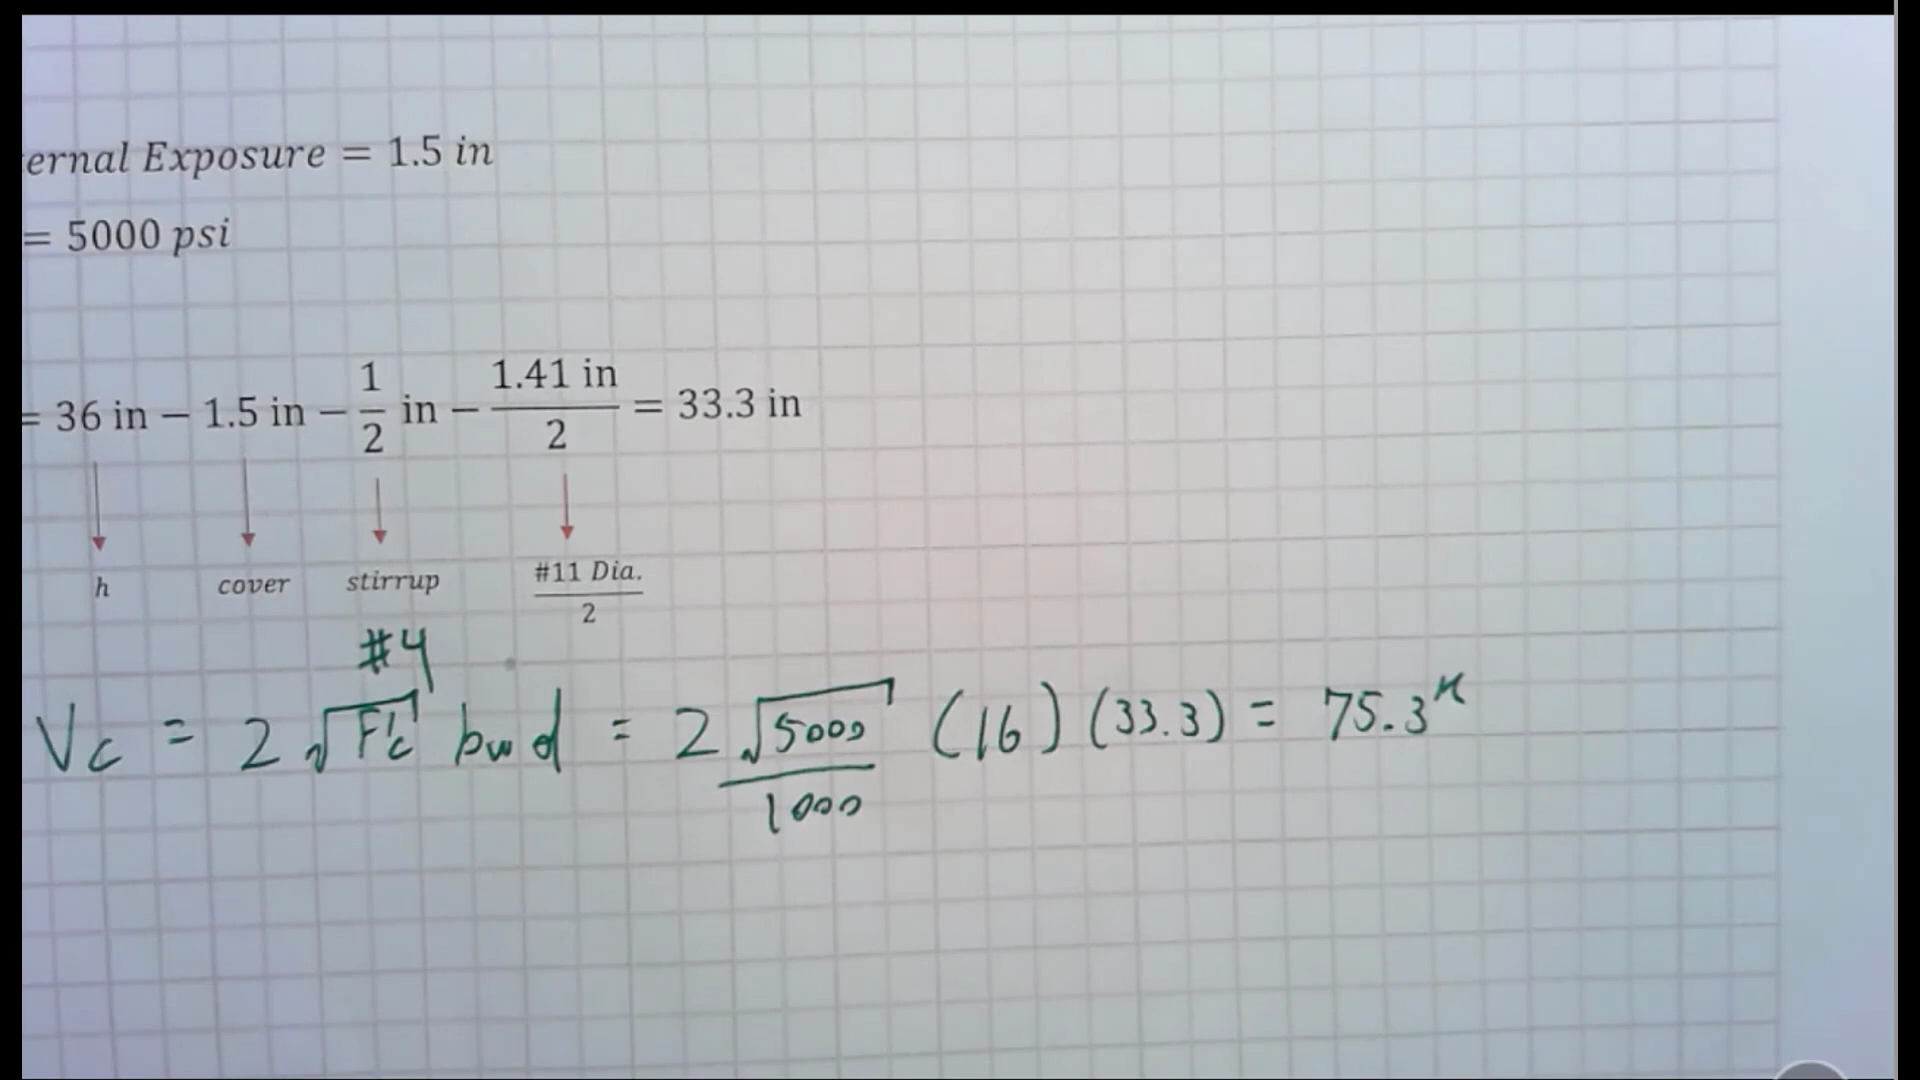 ernal Exposure = 1.5 in
= 5000 psi
= 36 in − 1.5 in − 1/2 in − 1.41 in/2 = 33.3 in
h cover stirrup #11 Dia./2
#4
Vc = 2 √F'c bwd = 2 √5000/1000 (16) (33.3) = 75.3ᴷ